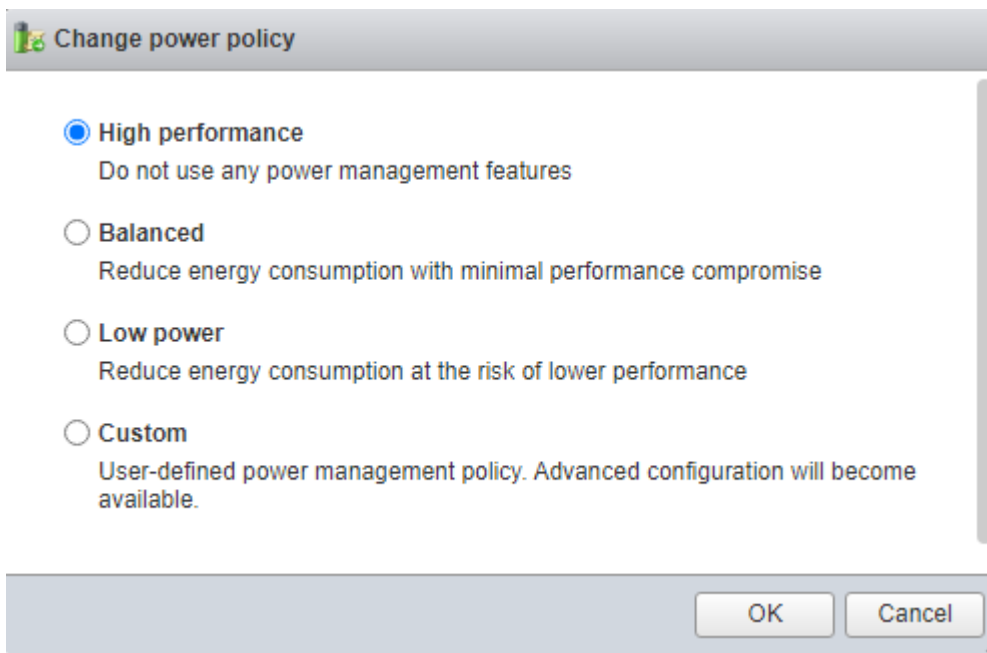 Change power policy
High performance
Do not use any power management features
Balanced
Reduce energy consumption with minimal performance compromise
Low power
Reduce energy consumption at the risk of lower performance
Custom
User-defined power management policy. Advanced configuration will become
available.
OK
Cancel